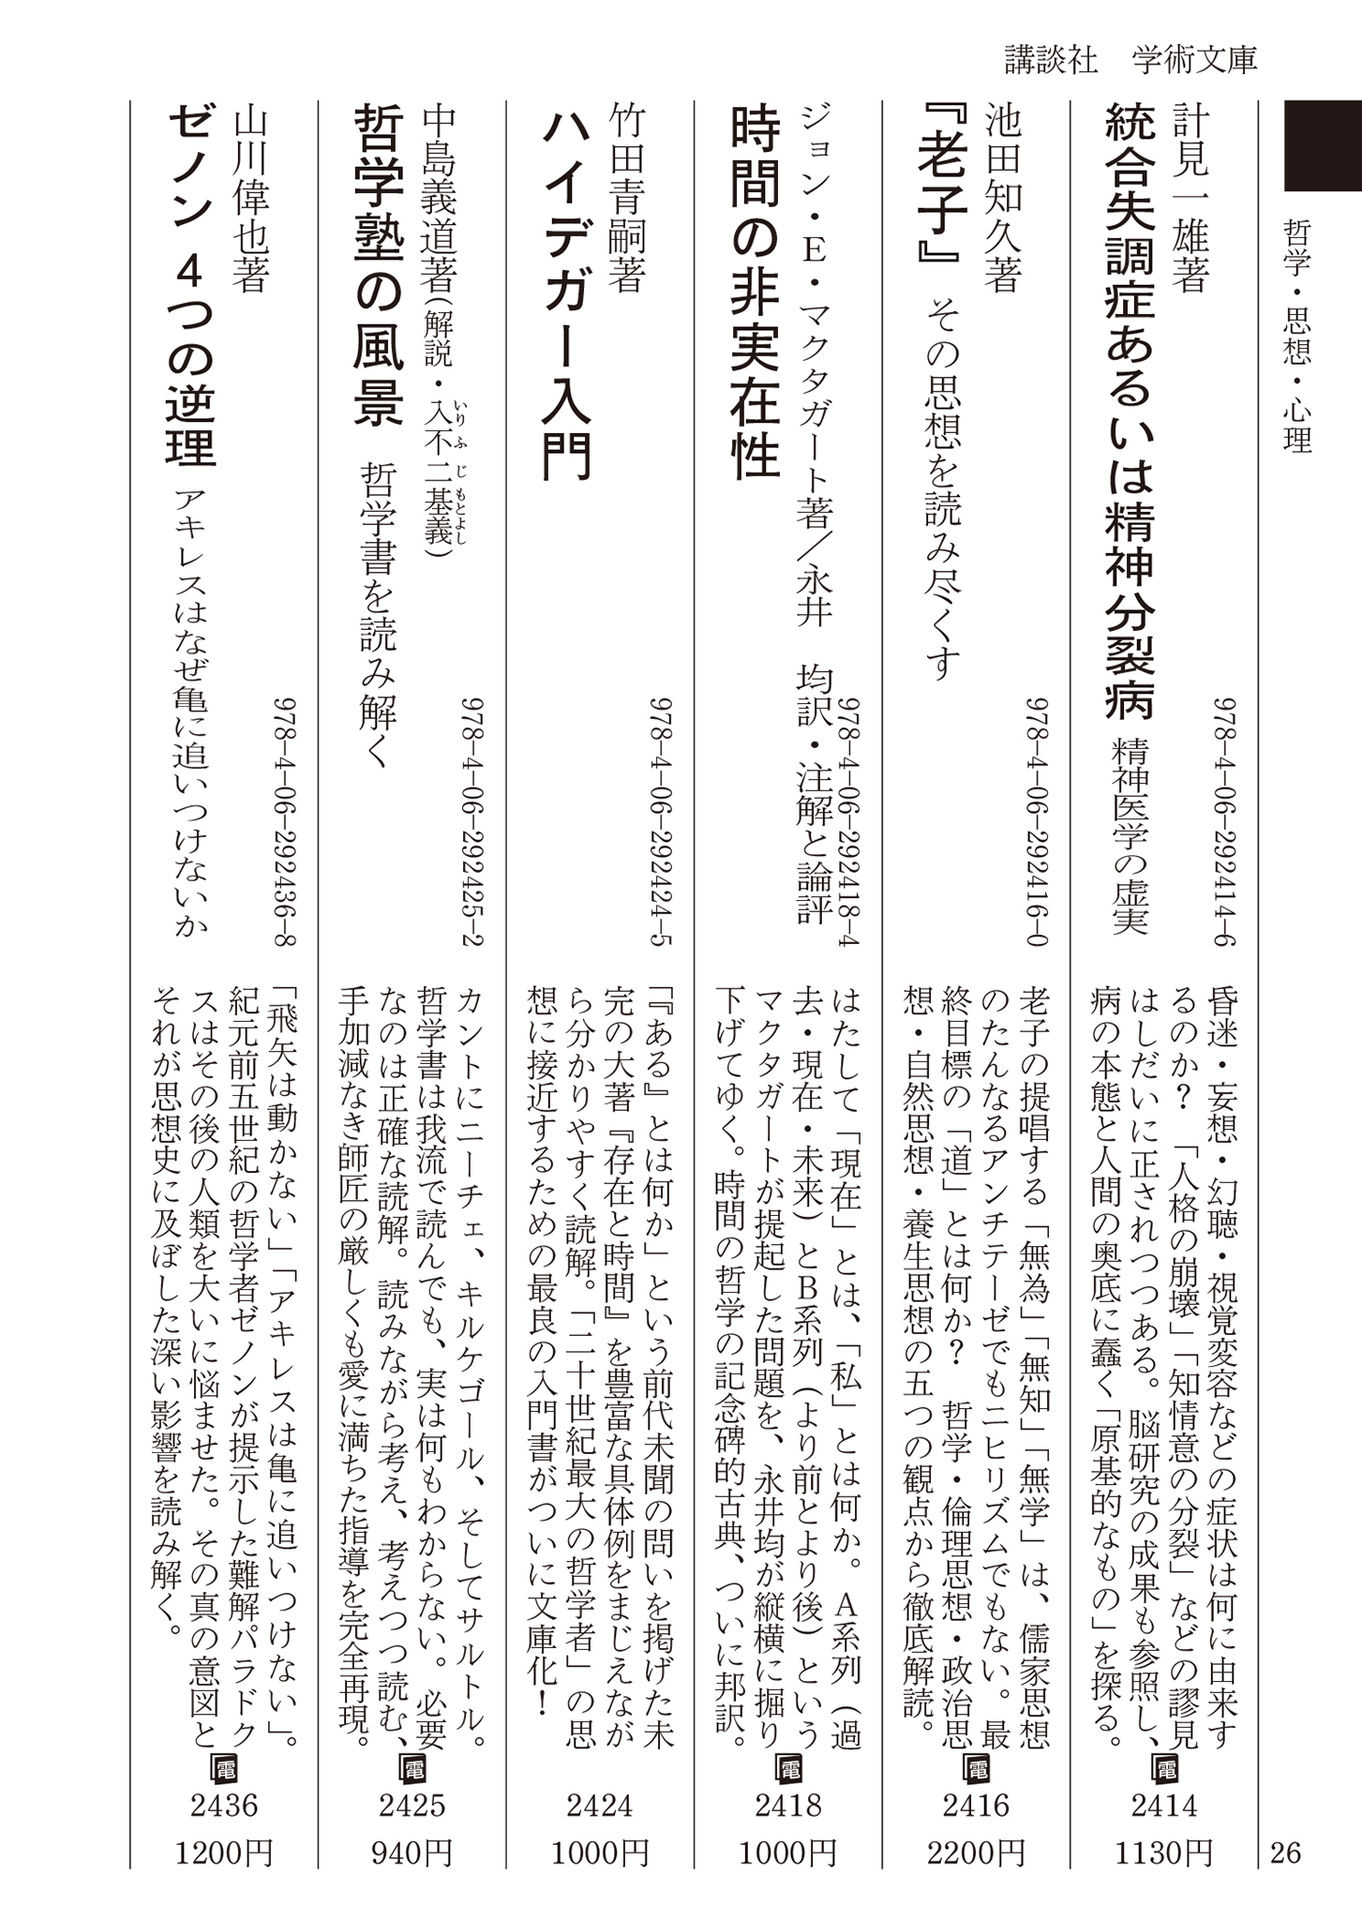 講談社　学術文庫
哲学・思想・心理
計見一雄著
統合失調症あるいは精神分裂病　精神医学の虚実
978-4-06-292414-6
昏迷・妄想・幻聴・視覚変容などの症状は何に由来す
るのか？　「人格の崩壊」「知情意の分裂」などの謬見
はしだいに正されつつある。脳研究の成果も参照し、
病の本態と人間の奥底に蠢く「原基的なもの」を探る。
電
2414
1130円
池田知久著
『老子』　その思想を読み尽くす
978-4-06-292416-0
老子の提唱する「無為」「無知」「無学」は、儒家思想
のたんなるアンチテーゼでもニヒリズムでもない。最
終目標の「道」とは何か？　哲学・倫理思想・政治思
想・自然思想・養生思想の五つの観点から徹底解読。
電
2416
2200円
ジョン・E・マクタガート著／永井　均訳・注解と論評
時間の非実在性
978-4-06-292418-4
はたして「現在」とは、「私」とは何か。A系列（過
去・現在・未来）とB系列（より前とより後）という
マクタガートが提起した問題を、永井均が縦横に掘り
下げてゆく。時間の哲学の記念碑的古典、ついに邦訳。
電
2418
1000円
竹田青嗣著
ハイデガー入門
978-4-06-292424-5
「『ある』とは何か」という前代未聞の問いを掲げた未
完の大著『存在と時間』を豊富な具体例をまじえなが
ら分かりやすく読解。「二十世紀最大の哲学者」の思
想に接近するための最良の入門書がついに文庫化！
2424
1000円
中島義道著（解説・入不二基義）
いりふじもとよし
哲学塾の風景　哲学書を読み解く
978-4-06-292425-2
カントにニーチェ、キルケゴール、そしてサルトル。
哲学書は我流で読んでも、実は何もわからない。必要
なのは正確な読解。読みながら考え、考えつつ読む、
手加減なき師匠の厳しくも愛に満ちた指導を完全再現。
電
2425
940円
山川偉也著
ゼノン 4つの逆理　アキレスはなぜ亀に追いつけないか
978-4-06-292436-8
「飛矢は動かない」「アキレスは亀に追いつけない」。
紀元前五世紀の哲学者ゼノンが提示した難解パラドク
スはその後の人類を大いに悩ませた。その真の意図と
それが思想史に及ぼした深い影響を読み解く。
電
2436
1200円
26